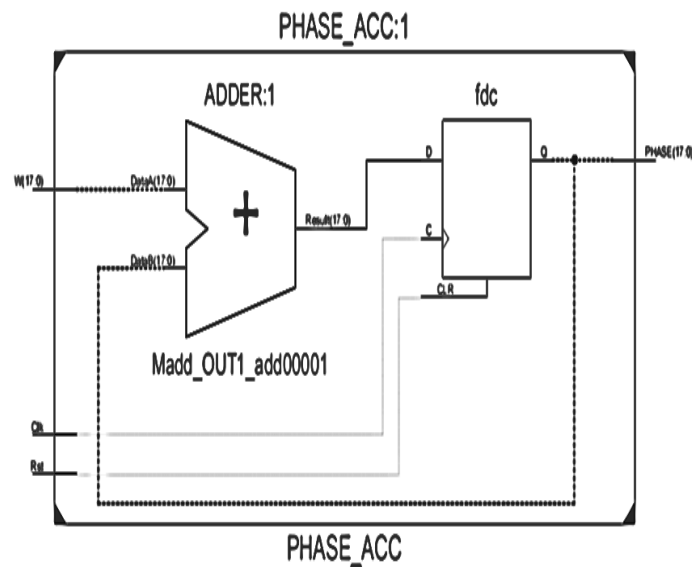 PHASE_ACC:1
ADDER:1
fdc
W(17:0)
DataA(17:0)
D
Q
PHASE(17:0)
+
Result(17:0)
C
DataB(17:0)
CLR
Madd_OUT1_add00001
Clk
Rst
PHASE_ACC